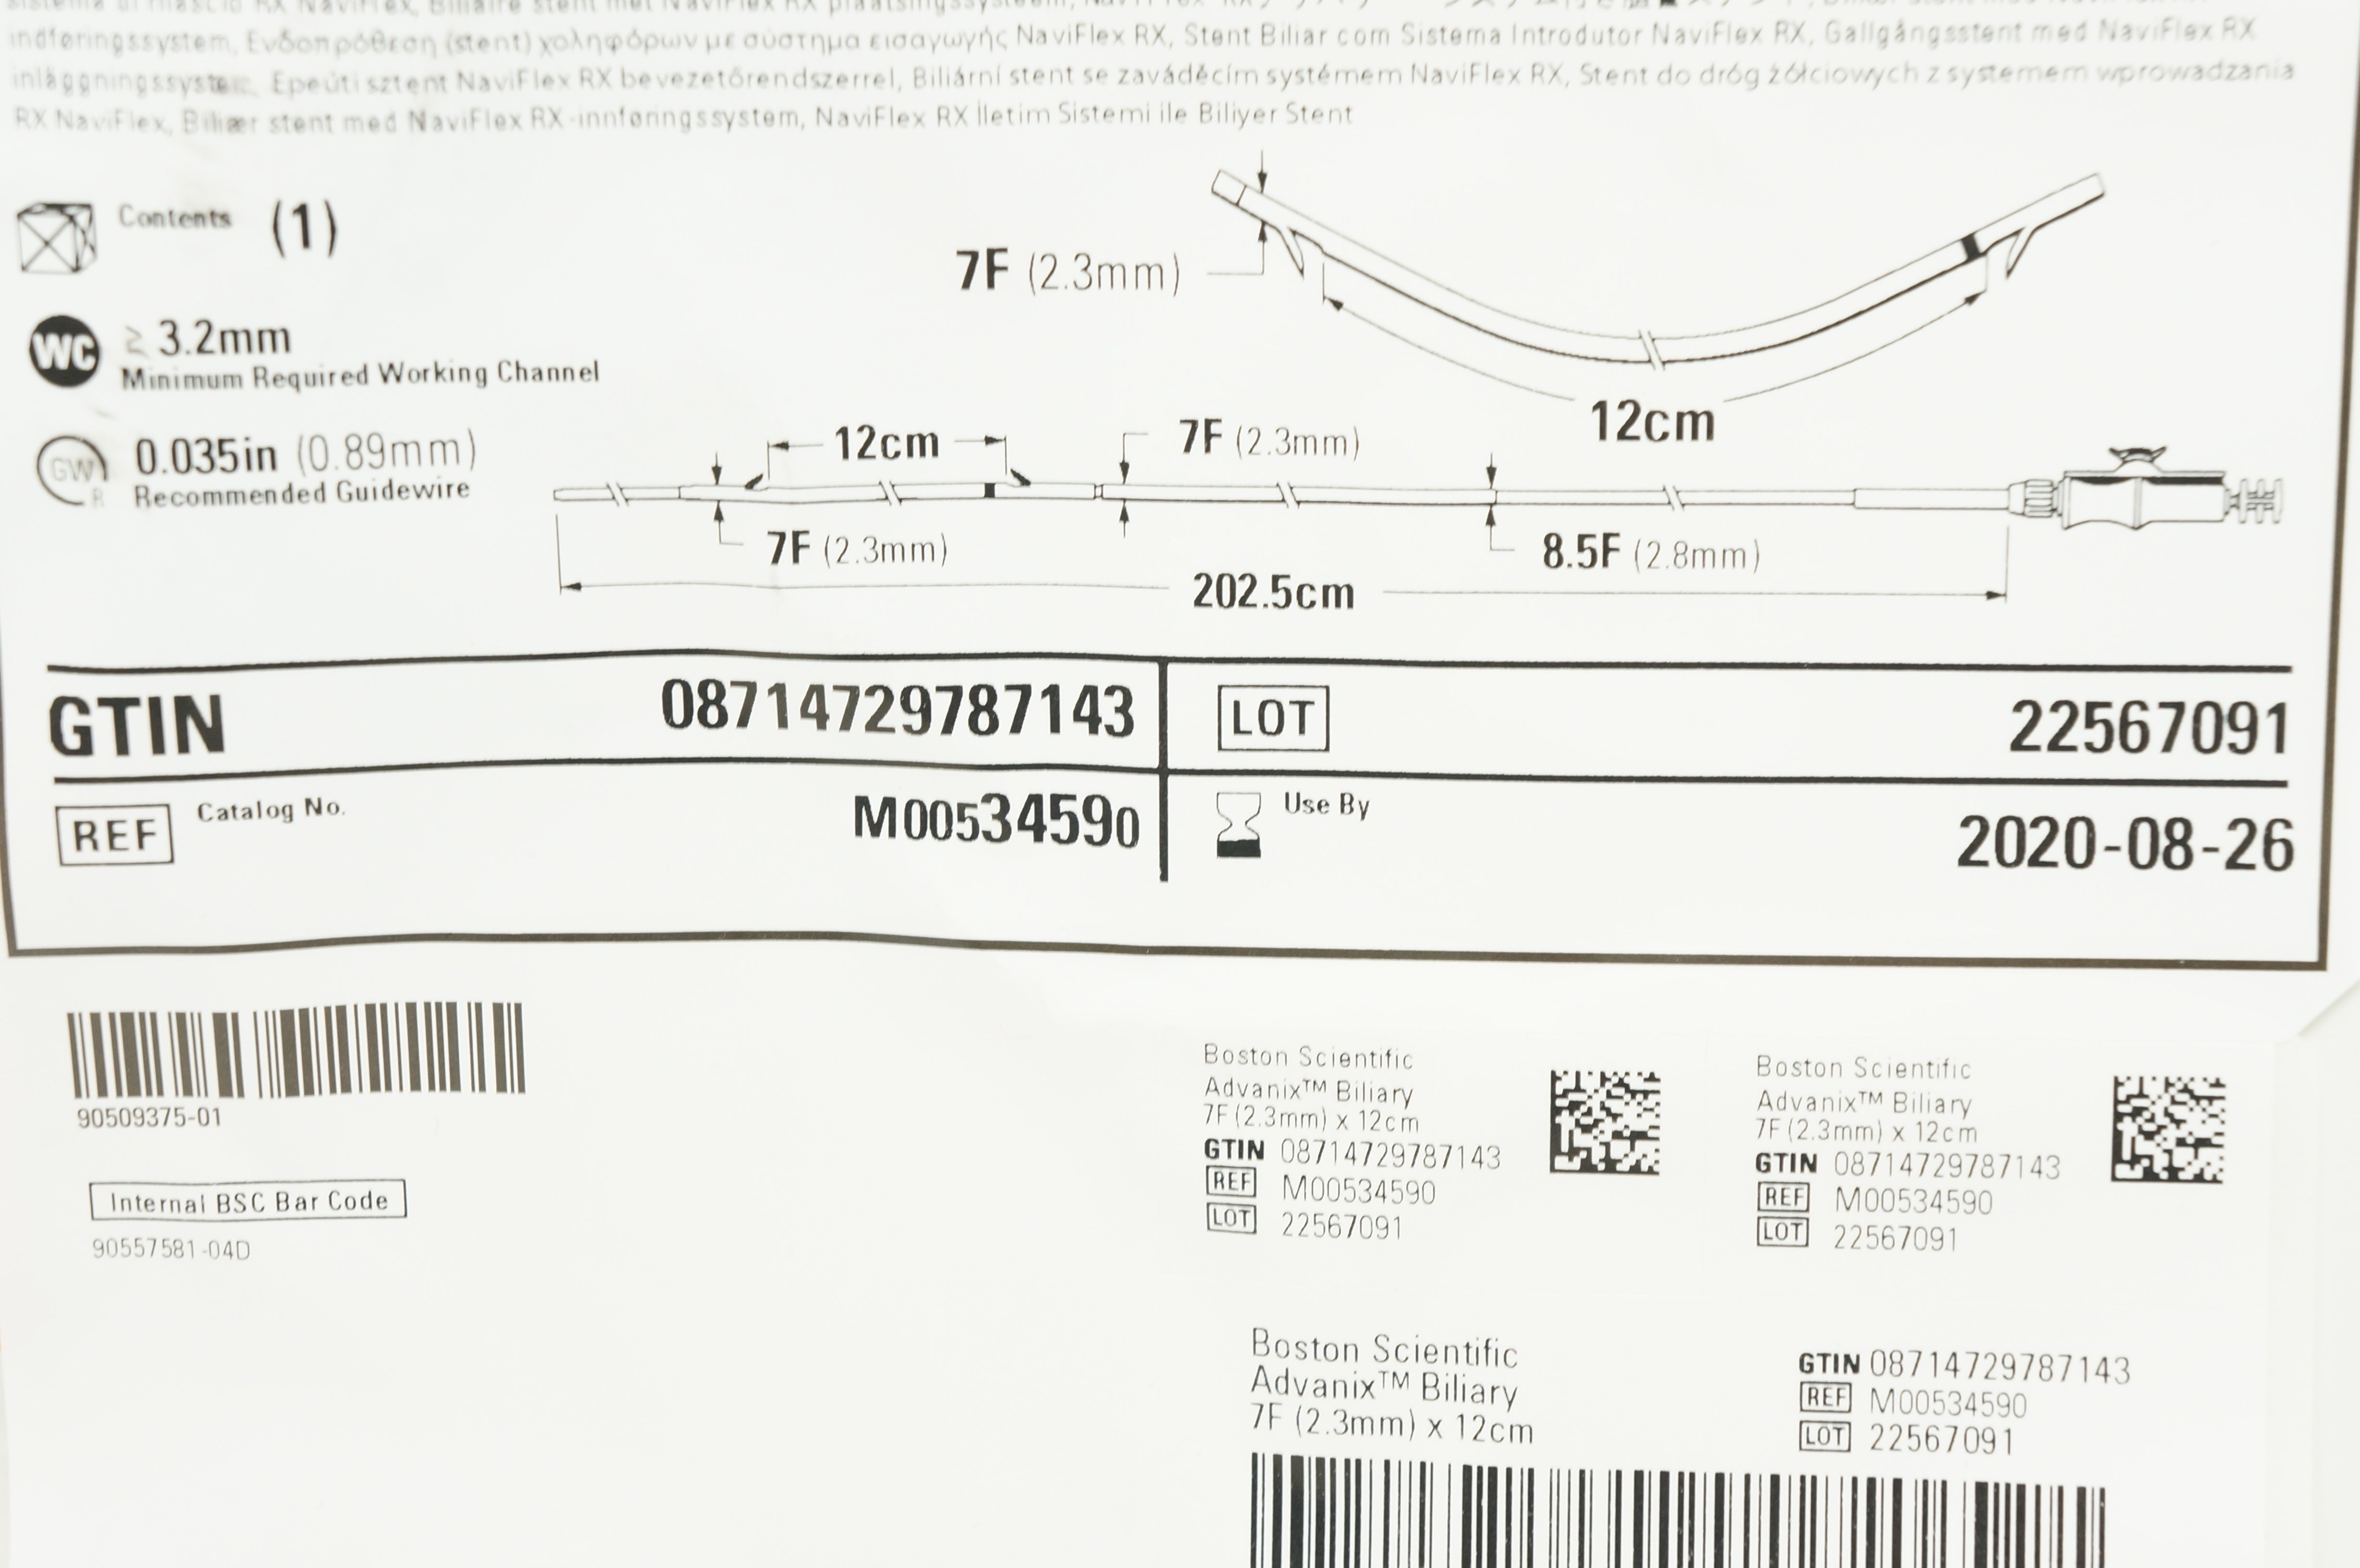 indføringssystem, Ενδοπρόθεση (stent) χοληφόρων με σύστημα εισαγωγής NaviFlex RX, Stent Biliar com Sistema Introdutor NaviFlex RX, Gallgångsstent med NaviFlex RX
inläggningssystem, Epeúti sztent NaviFlex RX bevezetőrendszerrel, Biliární stent se zaváděcím systémem NaviFlex RX, Stent do dróg żółciowych z systemem wprowadzania
RX NaviFlex, Biliær stent med NaviFlex RX-innføringssystem, NaviFlex RX İletim Sistemi ile Biliyer Stent
Contents (1)
7F (2.3mm)
WC ≥ 3.2mm
Minimum Required Working Channel
12cm
GW 0.035in (0.89mm)
R Recommended Guidewire
12cm
7F (2.3mm)
7F (2.3mm)
8.5F (2.8mm)
202.5cm
GTIN 08714729787143
LOT 22567091
REF Catalog No. M00534590
Use By 2020-08-26
90509375-01
Internal BSC Bar Code
90557581-04D
Boston Scientific
Advanix™ Biliary
7F (2.3mm) x 12cm
GTIN 08714729787143
REF M00534590
LOT 22567091
Boston Scientific
Advanix™ Biliary
7F (2.3mm) x 12cm
GTIN 08714729787143
REF M00534590
LOT 22567091
Boston Scientific
Advanix™ Biliary
7F (2.3mm) x 12cm
GTIN 08714729787143
REF M00534590
LOT 22567091